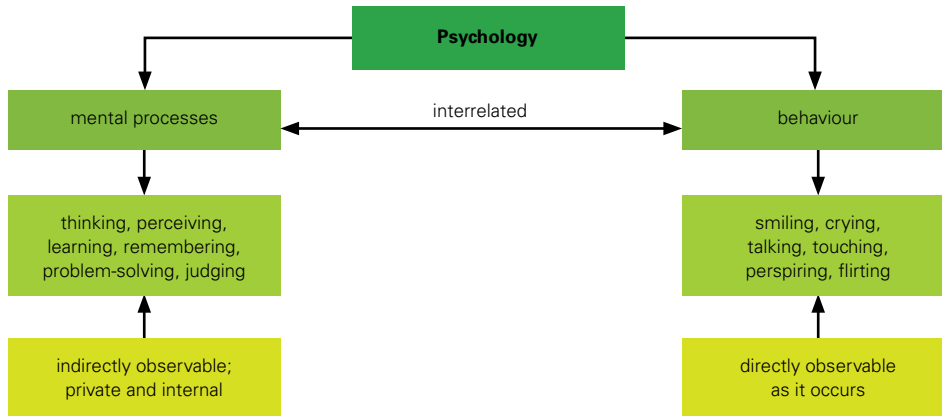 Psychology
mental processes
interrelated
behaviour
thinking, perceiving,
learning, remembering,
problem-solving, judging
smiling, crying,
talking, touching,
perspiring, flirting
indirectly observable;
private and internal
directly observable
as it occurs